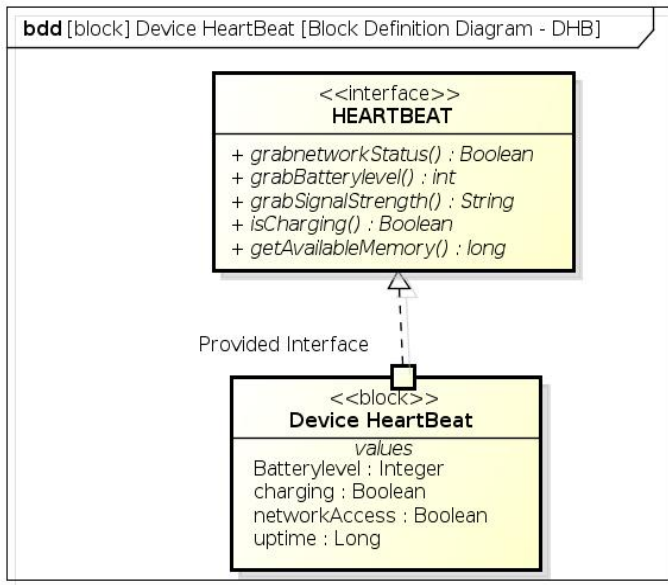 bdd [block] Device HeartBeat [Block Definition Diagram - DHB]
<<interface>>
HEARTBEAT
+ grabnetworkStatus() : Boolean
+ grabBatterylevel() : int
+ grabSignalStrength() : String
+ isCharging() : Boolean
+ getAvailableMemory() : long
Provided Interface
<<block>>
Device HeartBeat
values
Batterylevel : Integer
charging : Boolean
networkAccess : Boolean
uptime : Long